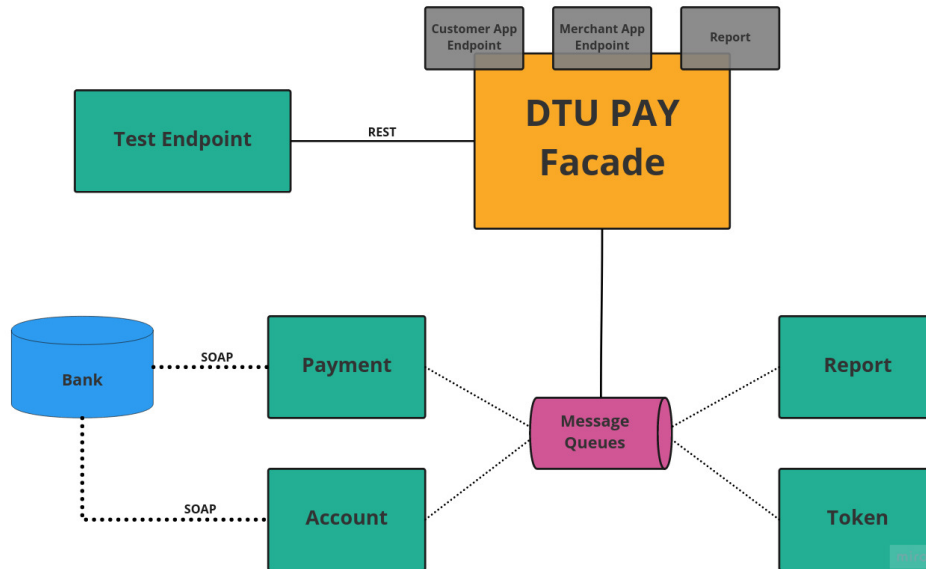 Customer App
Endpoint
Merchant App
Endpoint
Report
DTU PAY
Facade
Test Endpoint
REST
Bank
SOAP
Payment
Message
Queues
Report
SOAP
Account
Token